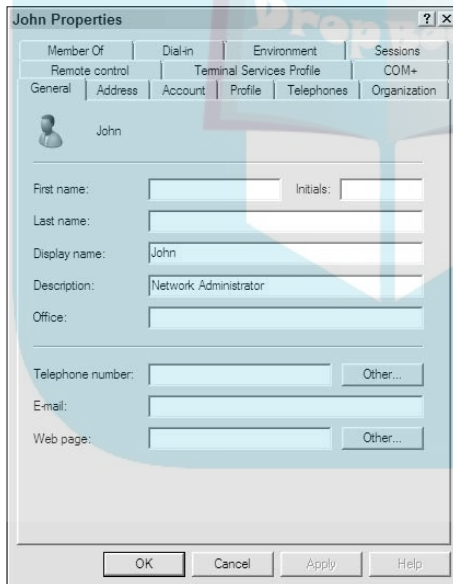 John Properties ? X
Member Of Dial-in Environment Sessions
Remote control Terminal Services Profile COM+
General Address Account Profile Telephones Organization
John
First name: Initials:
Last name:
Display name: John
Description: Network Administrator
Office:
Telephone number: Other...
E-mail:
Web page: Other...
OK Cancel Apply Help